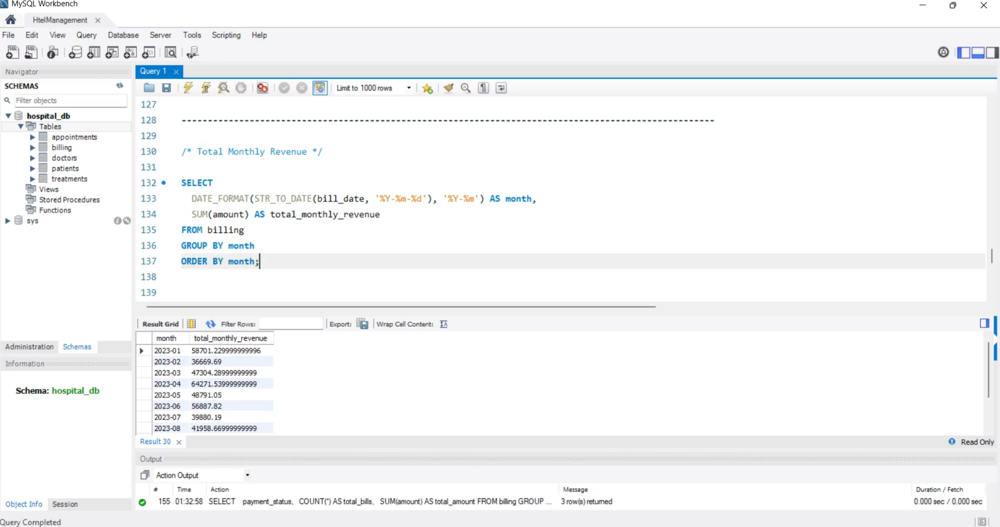 MySQL Workbench
HtelManagement
File Edit View Query Database Server Tools Scripting Help
Navigator
SCHEMAS
Filter objects
hospital_db
Tables
appointments
billing
doctors
patients
treatments
Views
Stored Procedures
Functions
sys
Administration Schemas
Information
Schema: hospital_db
Object Info Session
Query 1
Limit to 1000 rows
127
128 -------------------------------------------------------------------------------------------------------
129
130 /* Total Monthly Revenue */
131
132 SELECT
133 DATE_FORMAT(STR_TO_DATE(bill_date, '%Y-%m-%d'), '%Y-%m') AS month,
134 SUM(amount) AS total_monthly_revenue
135 FROM billing
136 GROUP BY month
137 ORDER BY month;
138
139
Result Grid Filter Rows: Export: Wrap Cell Content:
month total_monthly_revenue
2023-01 58701.229999999996
2023-02 36669.69
2023-03 47304.28999999999
2023-04 64271.53999999999
2023-05 48791.05
2023-06 56887.82
2023-07 39880.19
2023-08 41958.66999999999
Result 30 Read Only
Output
Action Output
# Time Action Message Duration / Fetch
155 01:32:58 SELECT payment_status, COUNT(*) AS total_bills, SUM(amount) AS total_amount FROM billing GROUP ... 3 row(s) returned 0.000 sec / 0.000 sec
Query Completed